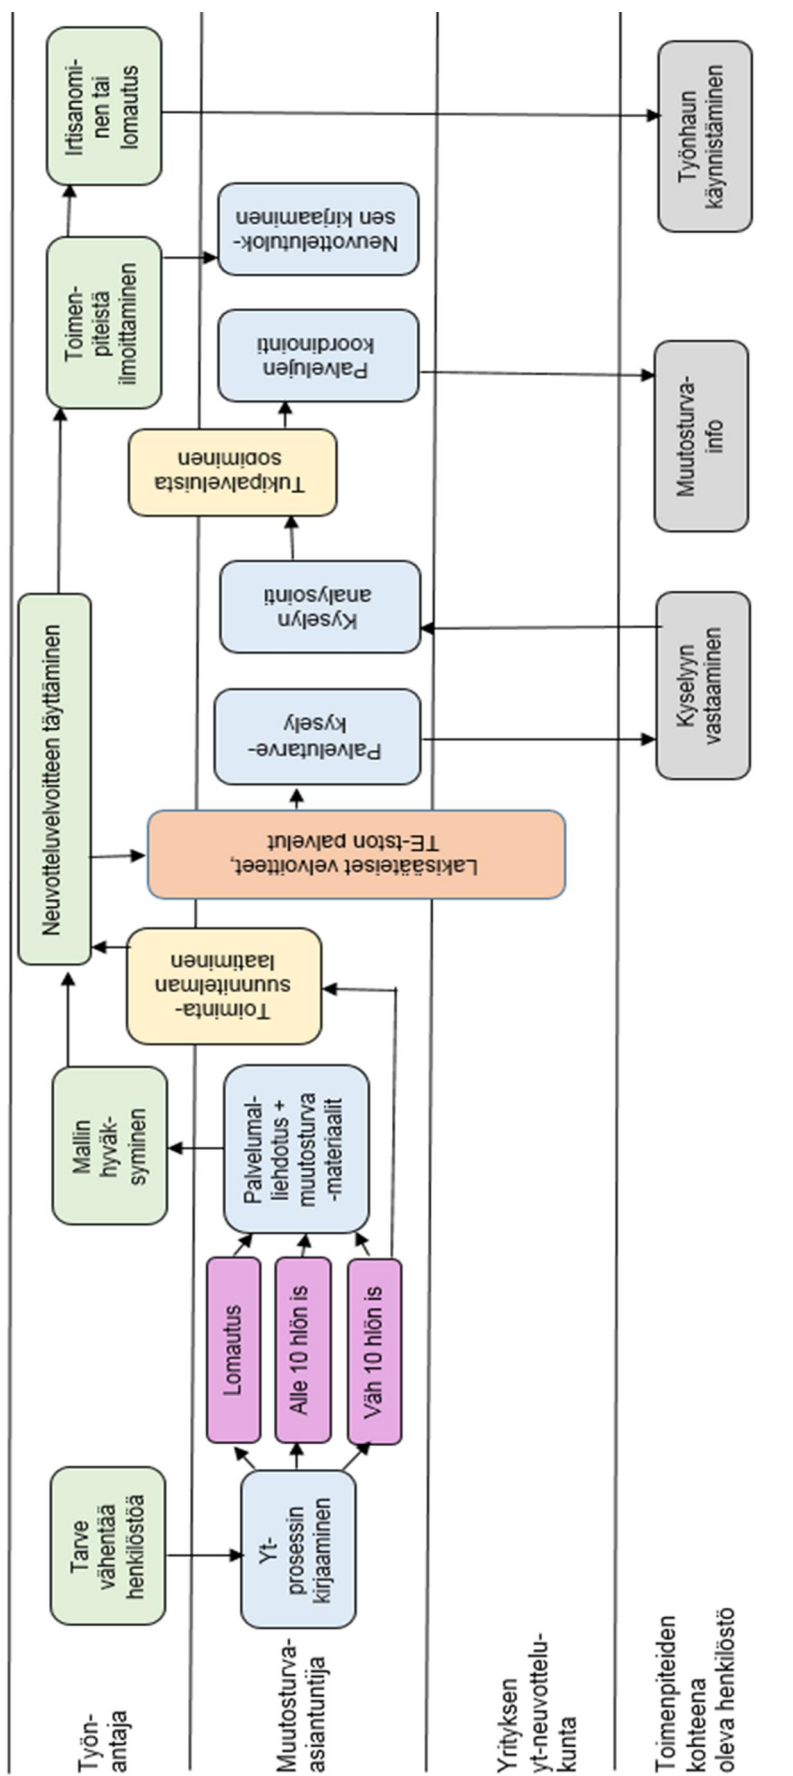 Työn-
antaja
Tarve
vähentää
henkilöstöä
Mallin
hyväk-
syminen
Neuvotteluvelvoitteen täyttäminen
Toimen-
piteistä
ilmoittaminen
Irtisanomi-
nen tai
lomautus
Muutosturva-
asiantuntija
Yt-
prosessin
kirjaaminen
Lomautus
Alle 10 hlön is
Väh 10 hlön is
Palvelumal-
liehdotus +
muutosturva
-materiaalit
Toiminta-
suunnitelman
laatiminen
Lakisääteiset velvoitteet,
TE-tston palvelut
Palvelutarve-
kysely
Kyselyn
analysointi
Tukipalveluista
sopiminen
Palvelujen
koordinointi
Neuvottelutulok-
sen kirjaaminen
Yrityksen
yt-neuvottelu-
kunta
Toimenpiteiden
kohteena
oleva henkilöstö
Kyselyyn
vastaaminen
Muutosturva-
info
Työnhaun
käynnistäminen